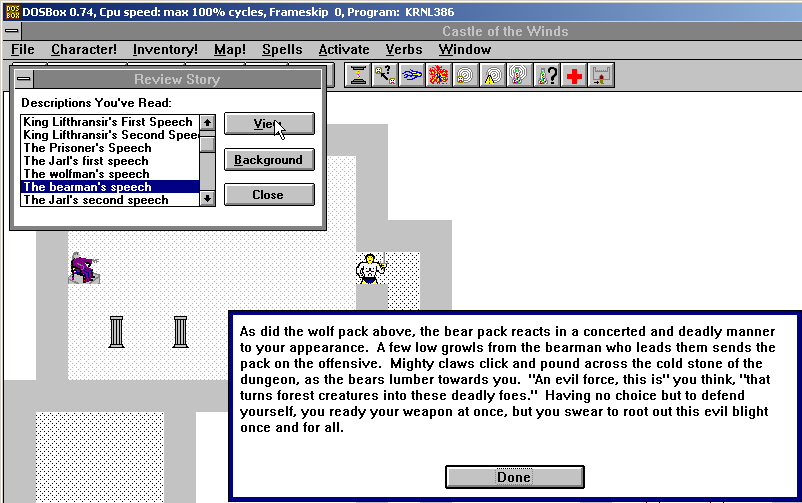 DOSBox 0.74, Cpu speed: max 100% cycles, Frameskip 0, Program: KRNL386
Castle of the Winds
File Character! Inventory! Map! Spells Activate Verbs Window
Review Story
Descriptions You've Read:
King Lifthransir's First Speech
King Lifthransir's Second Spee
The Prisoner's Speech
The Jarl's first speech
The wolfman's speech
The bearman's speech
The Jarl's second speech
View
Background
Close
As did the wolf pack above, the bear pack reacts in a concerted and deadly manner
to your appearance. A few low growls from the bearman who leads them sends the
pack on the offensive. Mighty claws click and pound across the cold stone of the
dungeon, as the bears lumber towards you. "An evil force, this is" you think, "that
turns forest creatures into these deadly foes." Having no choice but to defend
yourself, you ready your weapon at once, but you swear to root out this evil blight
once and for all.
Done